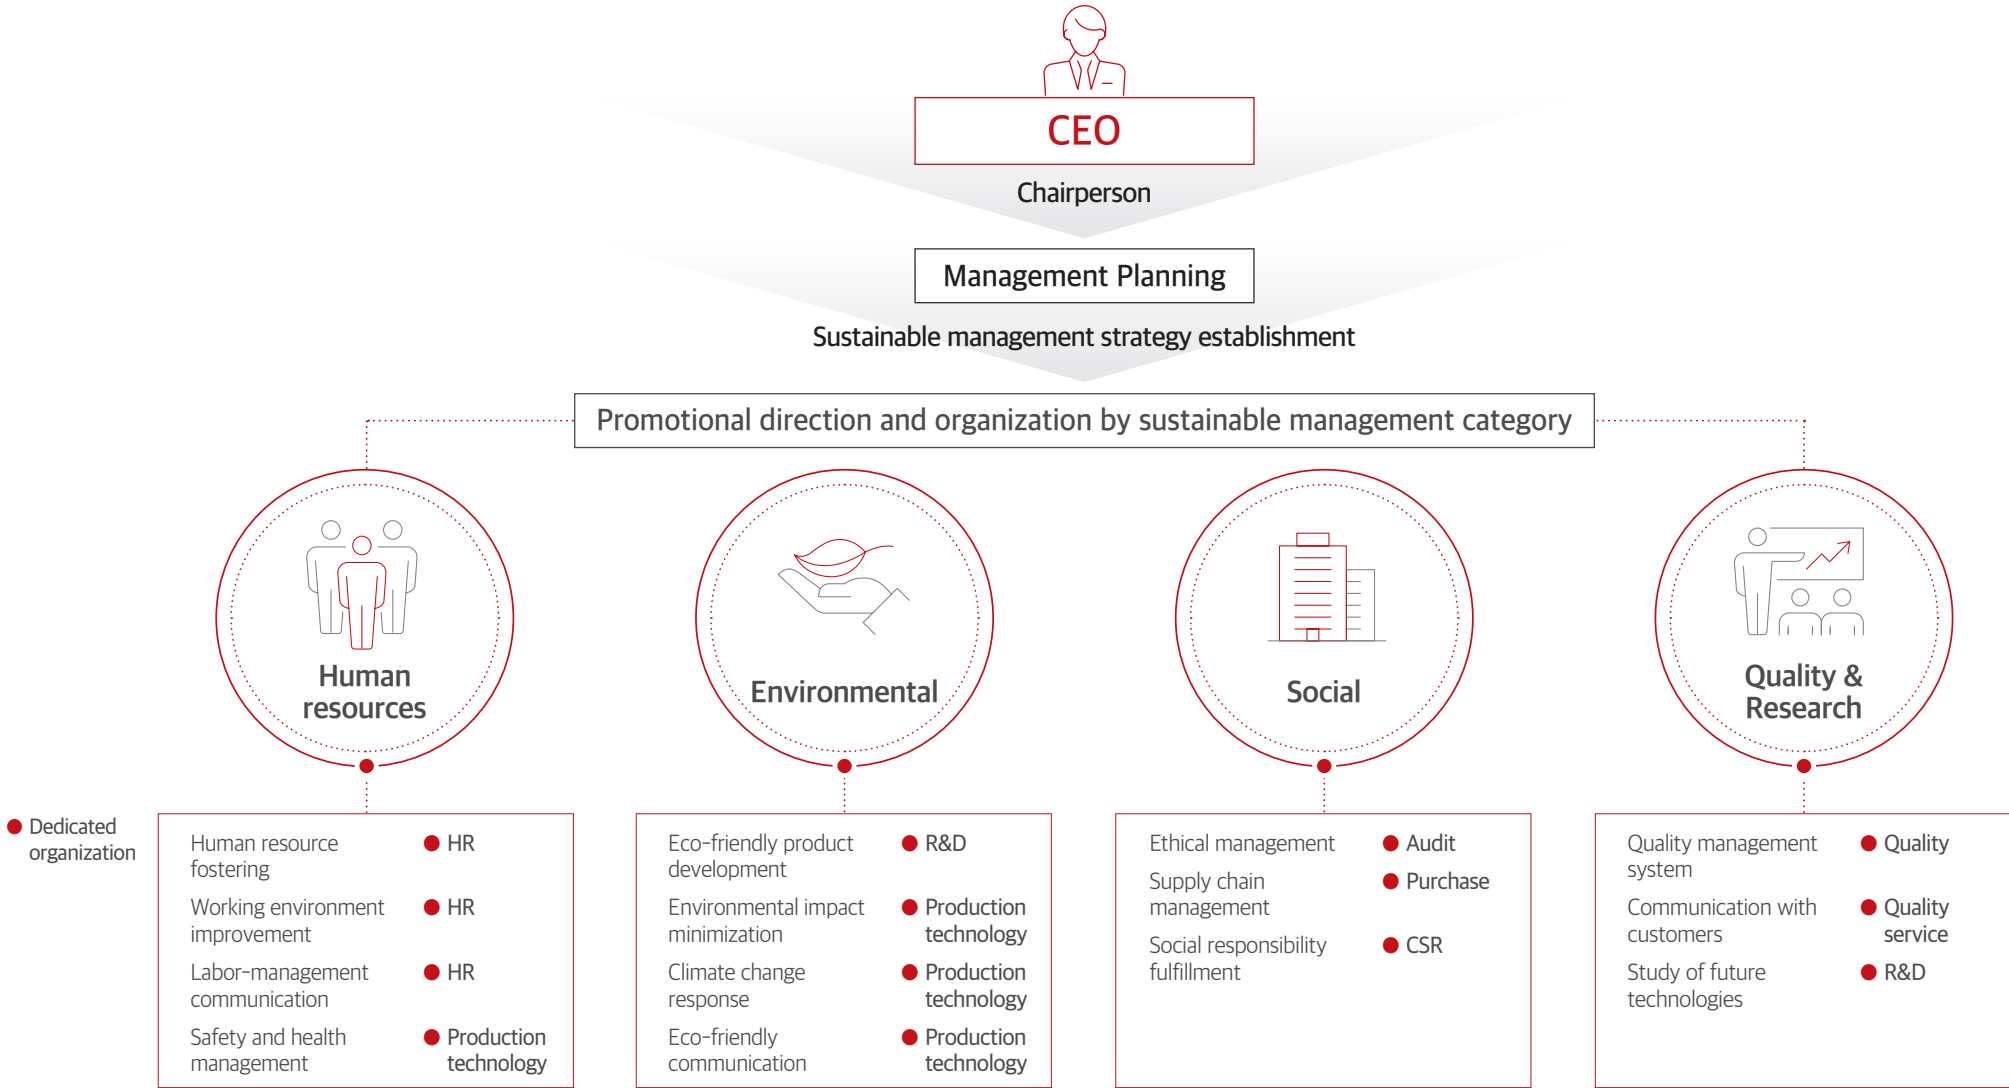 CEO
Chairperson
Management Planning
Sustainable management strategy establishment
Promotional direction and organization by sustainable management category
Human
resources
Environmental
Social
Quality &
Research
Dedicated
organization
Human resource
fostering
HR
Working environment
improvement
HR
Labor-management
communication
HR
Safety and health
management
Production
technology
Eco-friendly product
development
R&D
Environmental impact
minimization
Production
technology
Climate change
response
Production
technology
Eco-friendly
communication
Production
technology
Ethical management
Audit
Supply chain
management
Purchase
Social responsibility
fulfillment
CSR
Quality management
system
Quality
Communication with
customers
Quality
service
Study of future
technologies
R&D